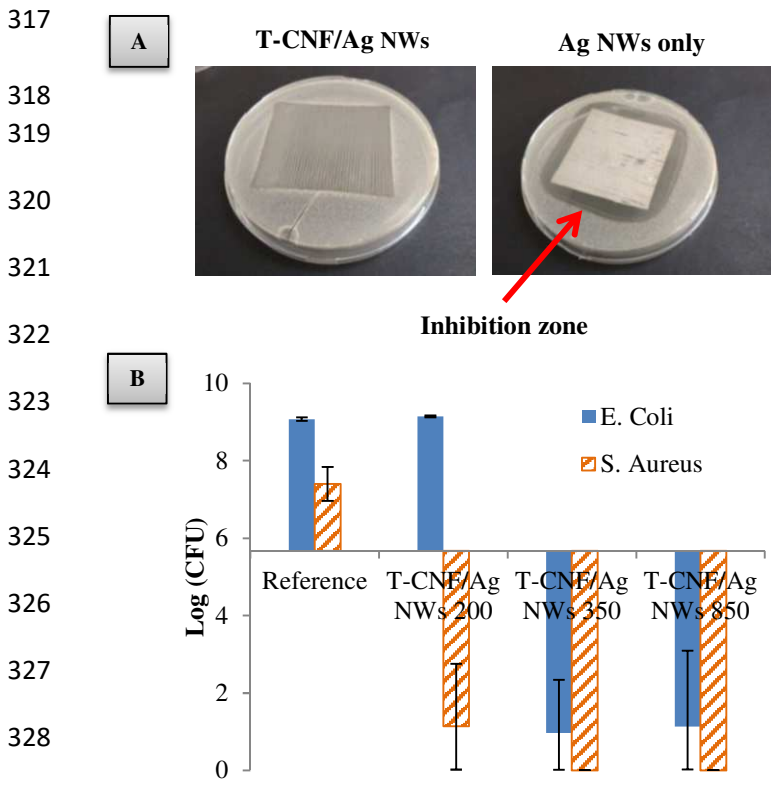 317
A
T-CNF/Ag NWs
Ag NWs only
318
319
320
321
Inhibition zone
322
B
323
324
325
326
327
328
10
8
6
4
2
0
Log (CFU)
E. Coli
S. Aureus
Reference
T-CNF/Ag
NWs 200
T-CNF/Ag
NWs 350
T-CNF/Ag
NWs 850